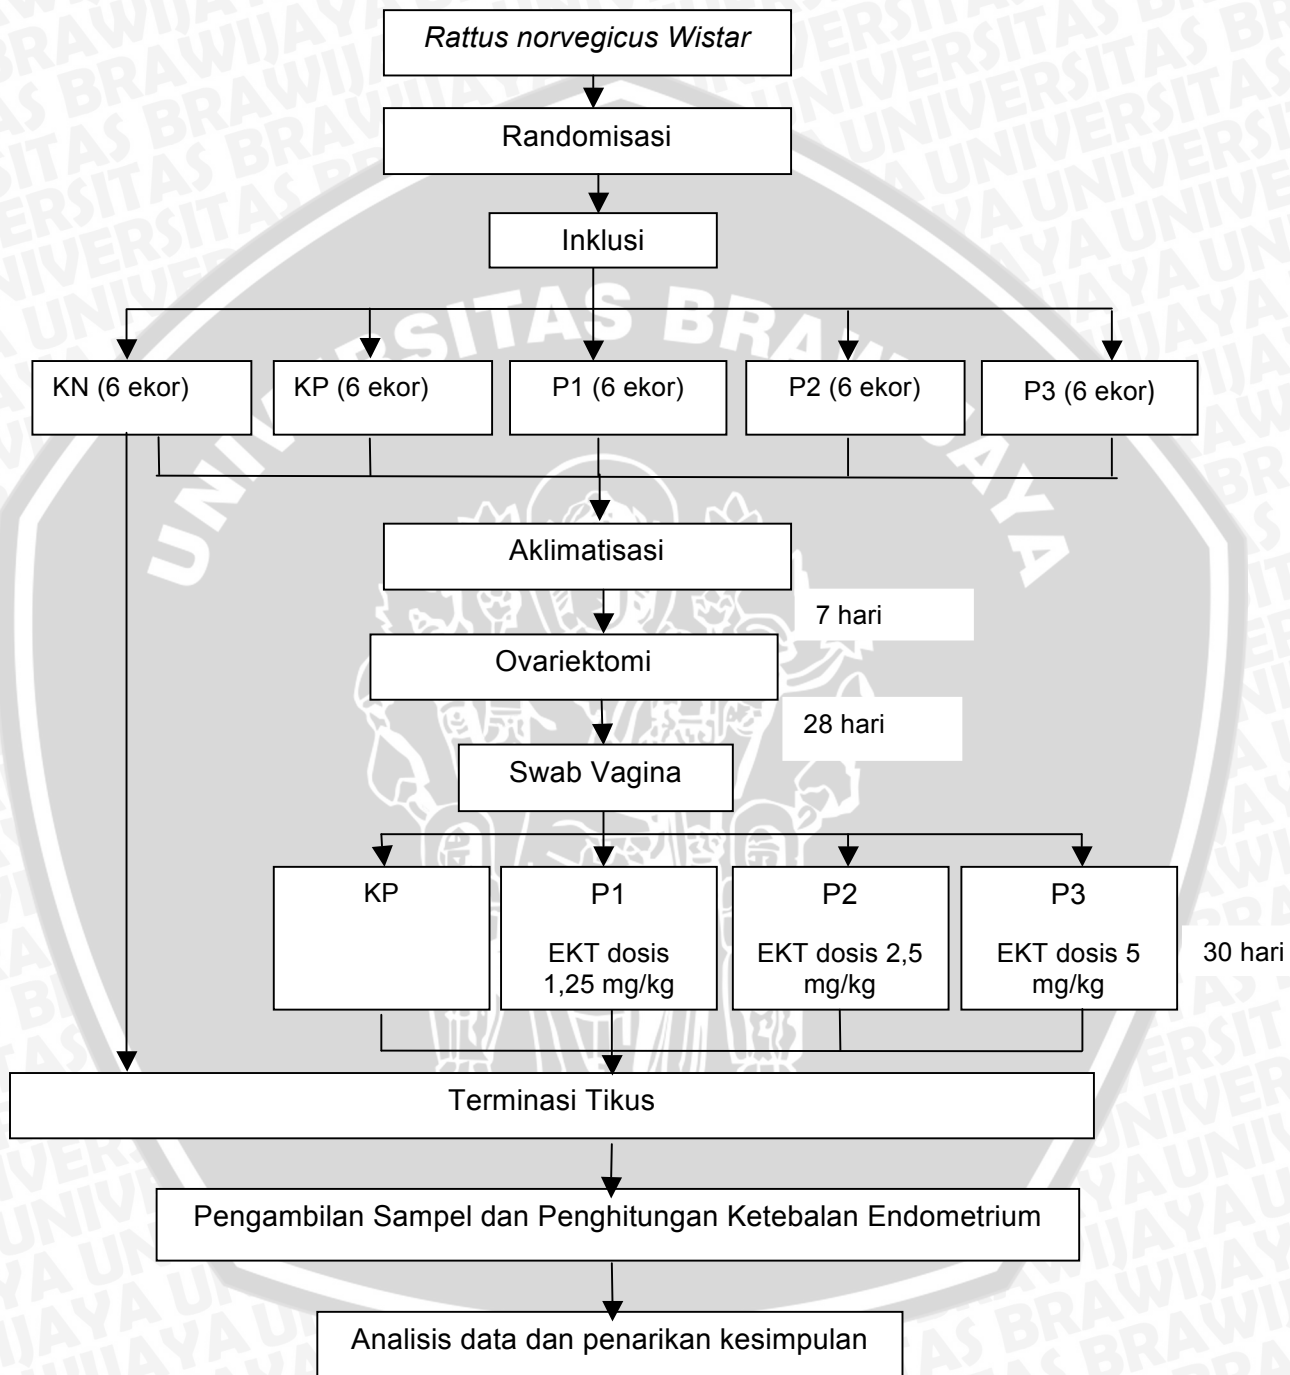 Rattus norvegicus Wistar
Randomisasi
Inklusi
KN (6 ekor)
KP (6 ekor)
P1 (6 ekor)
P2 (6 ekor)
P3 (6 ekor)
Aklimatisasi
7 hari
Ovariektomi
28 hari
Swab Vagina
KP
P1
EKT dosis
1,25 mg/kg
P2
EKT dosis 2,5
mg/kg
P3
EKT dosis 5
mg/kg
30 hari
Terminasi Tikus
Pengambilan Sampel dan Penghitungan Ketebalan Endometrium
Analisis data dan penarikan kesimpulan
UNIVERSITAS BRAWIJAYA